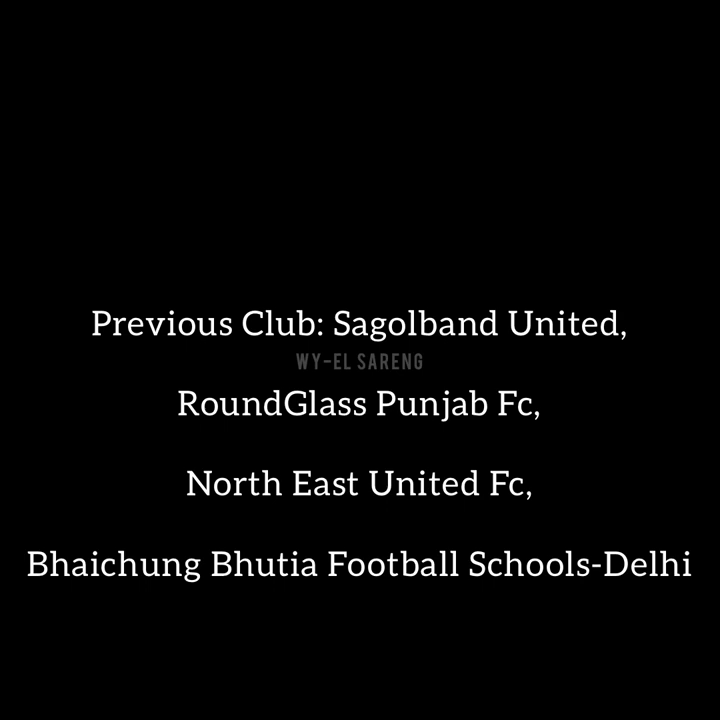 Previous Club: Sagolband United,
WY-EL SARENG
RoundGlass Punjab Fc,
North East United Fc,
Bhaichung Bhutia Football Schools-Delhi